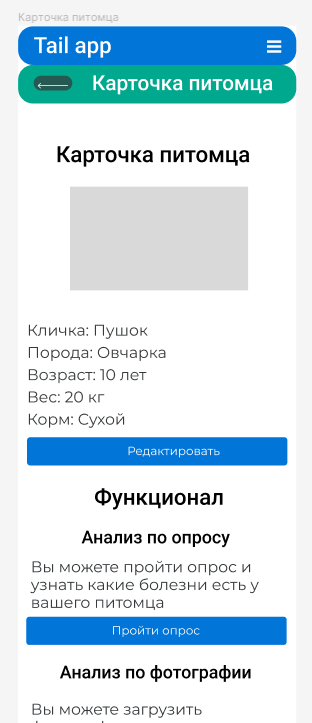 Карточка питомца
Tail app
Карточка питомца
Карточка питомца
Кличка: Пушок
Порода: Овчарка
Возраст: 10 лет
Вес: 20 кг
Корм: Сухой
Редактировать
Функционал
Анализ по опросу
Вы можете пройти опрос и
узнать какие болезни есть у
вашего питомца
Пройти опрос
Анализ по фотографии
Вы можете загрузить